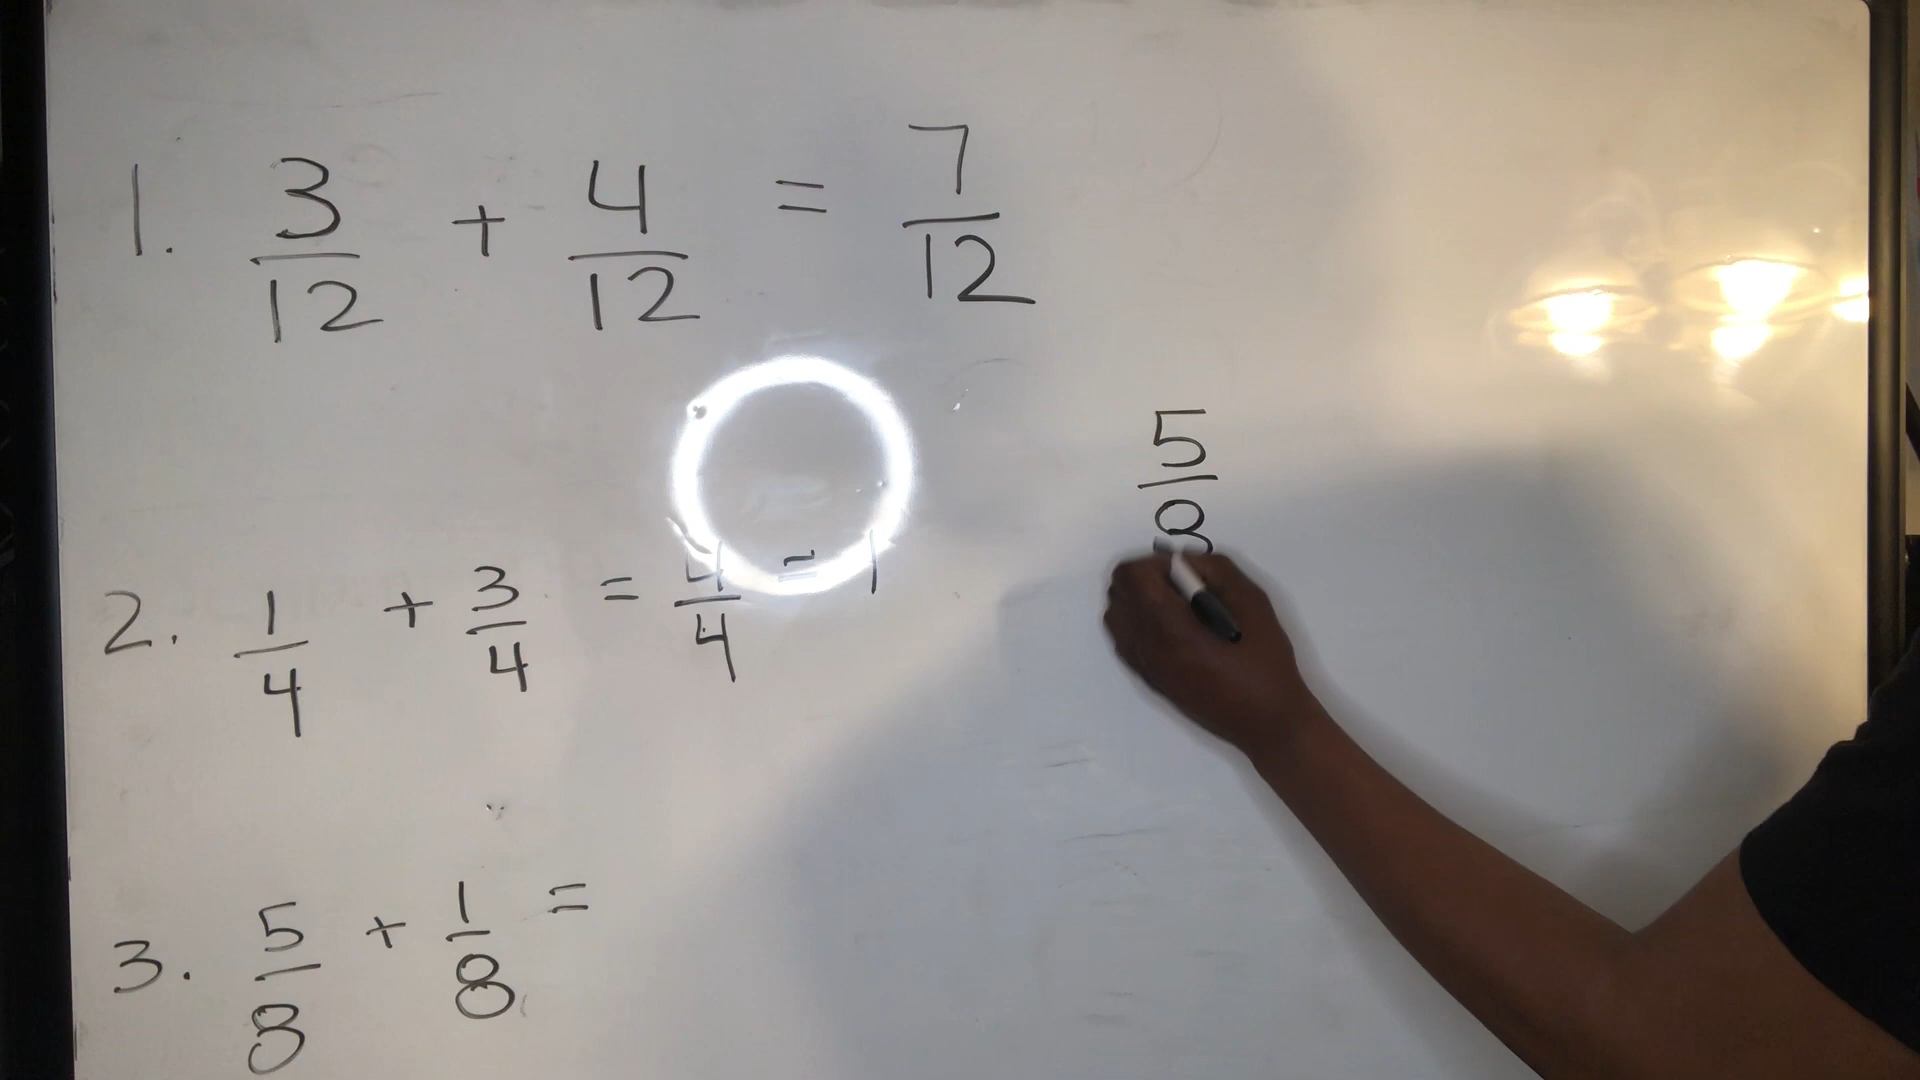 1. 3/12 + 4/12 = 7/12
2. 1/4 + 3/4 = 4/4 = 1
3. 5/8 + 1/8 =
5/8